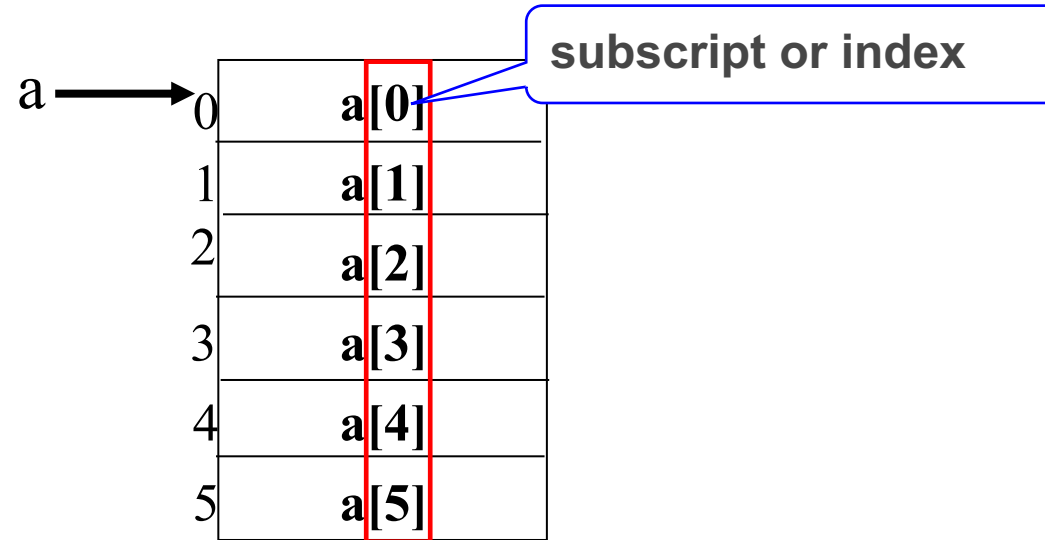 subscript or index
a
0 a[0]
1 a[1]
2 a[2]
3 a[3]
4 a[4]
5 a[5]